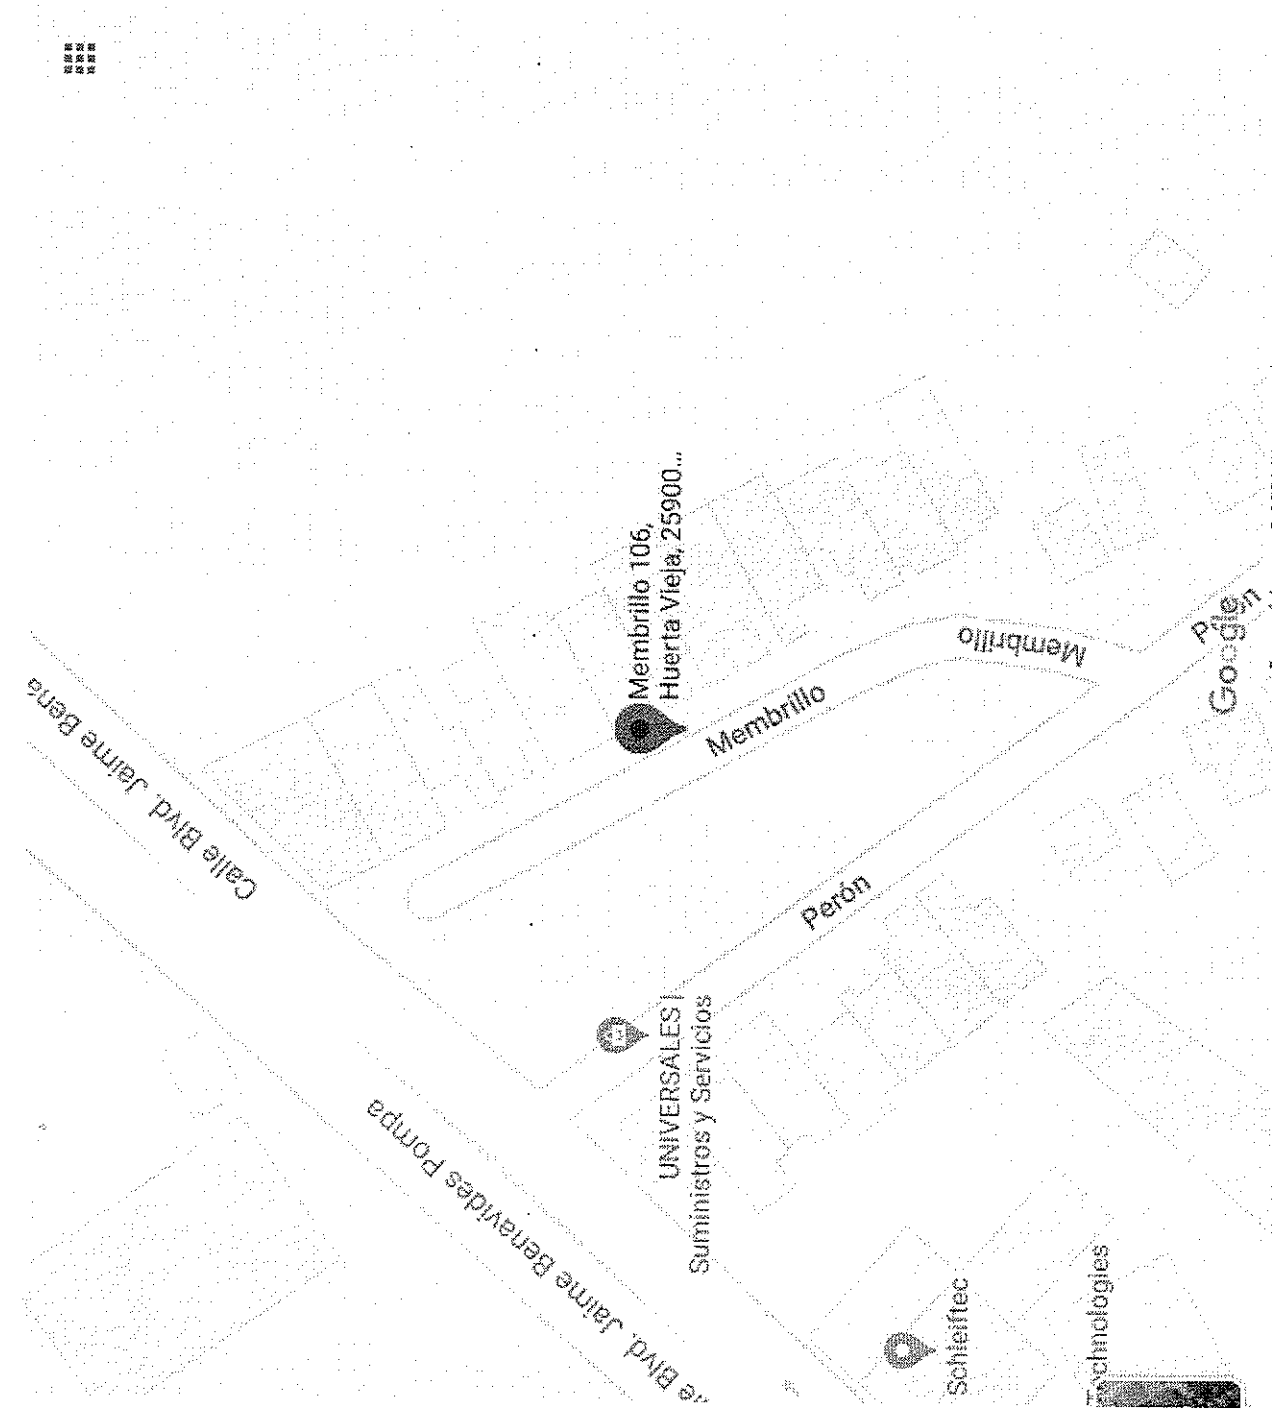 Membrillo 106,
Huerta Vieja, 25900...
Membrillo
Membrillo
Calle Blvd. Jaime Bena
Perón
UNIVERSALES |
Suministros y Servicios
Blvd. Jaime Benavides Pompa
Schleiftec
Google